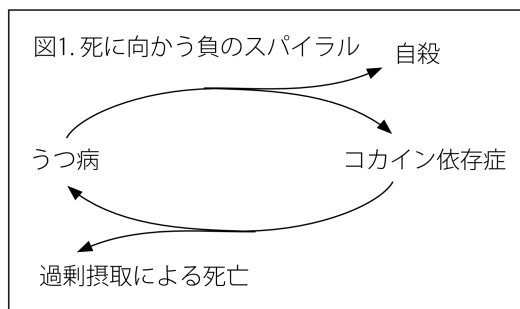 図1. 死に向かう負のスパイラル
自殺
うつ病
コカイン依存症
過剰摂取による死亡